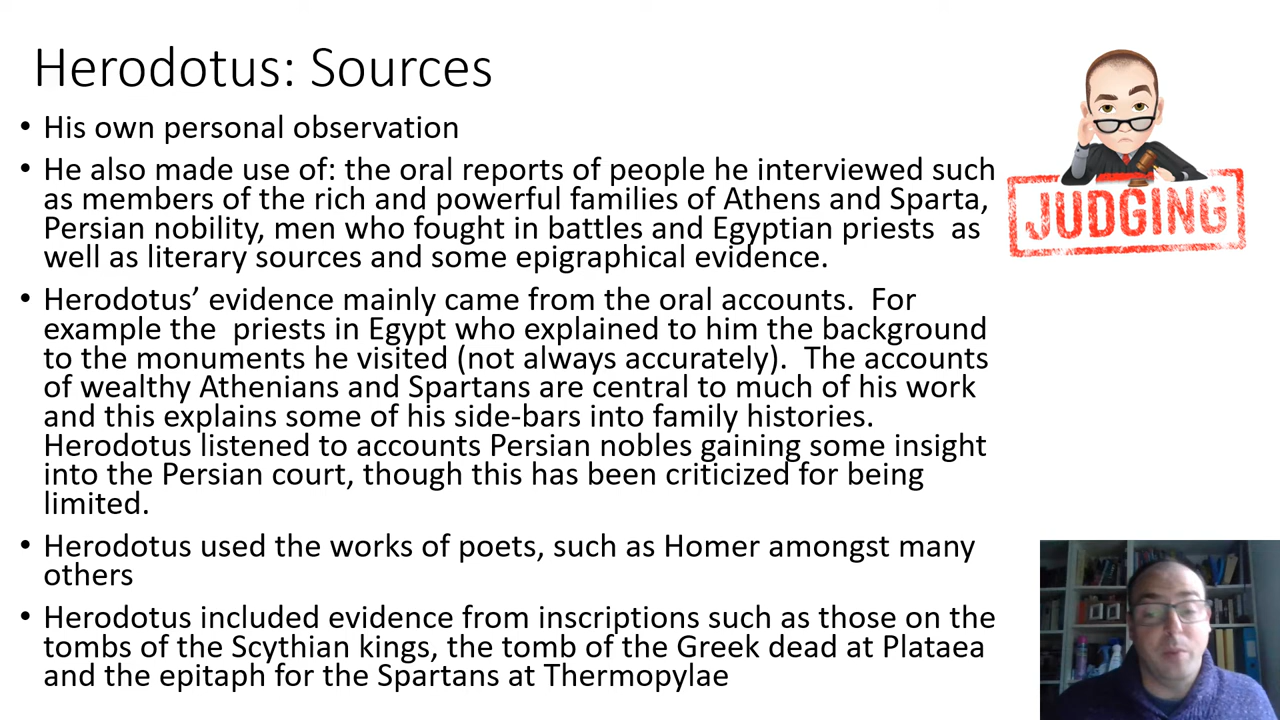 Herodotus: Sources
• His own personal observation
• He also made use of: the oral reports of people he interviewed such
as members of the rich and powerful families of Athens and Sparta,
Persian nobility, men who fought in battles and Egyptian priests  as
well as literary sources and some epigraphical evidence.
• Herodotus’ evidence mainly came from the oral accounts.  For
example the  priests in Egypt who explained to him the background
to the monuments he visited (not always accurately).  The accounts
of wealthy Athenians and Spartans are central to much of his work
and this explains some of his side-bars into family histories.
Herodotus listened to accounts Persian nobles gaining some insight
into the Persian court, though this has been criticized for being
limited.
• Herodotus used the works of poets, such as Homer amongst many
others
• Herodotus included evidence from inscriptions such as those on the
tombs of the Scythian kings, the tomb of the Greek dead at Plataea
and the epitaph for the Spartans at Thermopylae
JUDGING